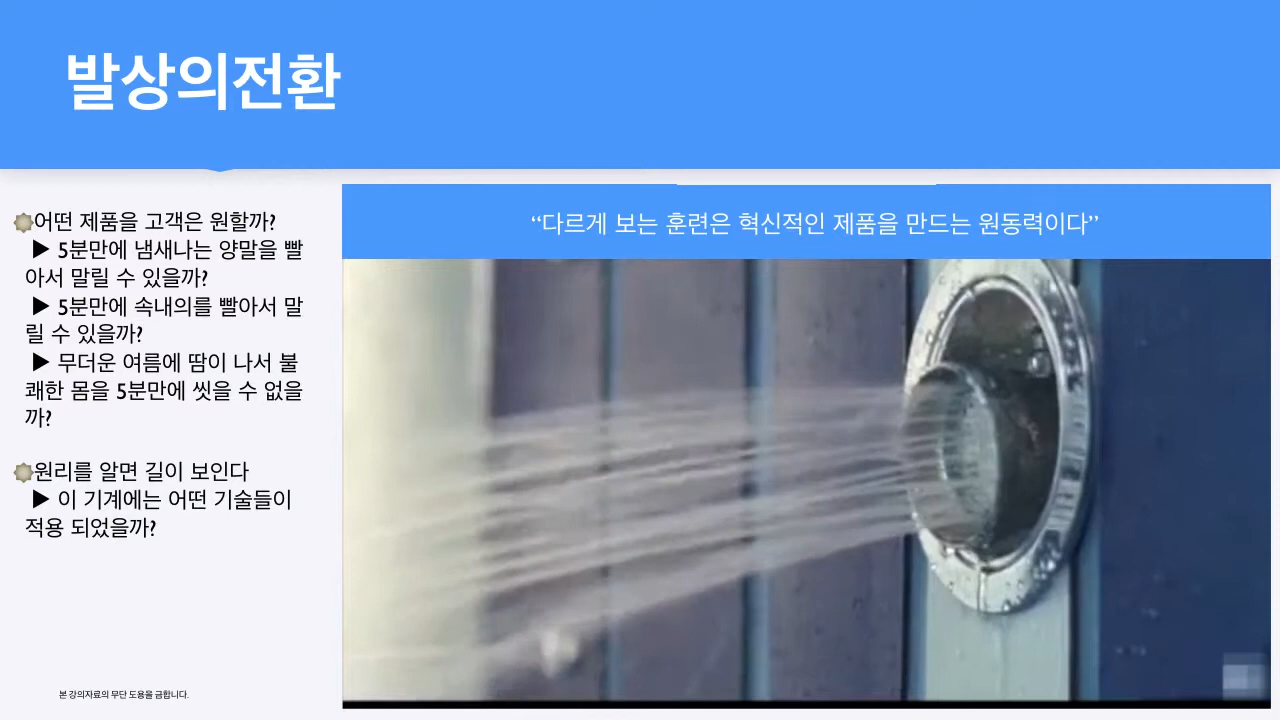 발상의전환
어떤 제품을 고객은 원할까?
▶ 5분만에 냄새나는 양말을 빨
아서 말릴 수 있을까?
▶ 5분만에 속내의를 빨아서 말
릴 수 있을까?
▶ 무더운 여름에 땀이 나서 불
쾌한 몸을 5분만에 씻을 수 없을
까?
원리를 알면 길이 보인다
▶ 이 기계에는 어떤 기술들이
적용 되었을까?
“다르게 보는 훈련은 혁신적인 제품을 만드는 원동력이다”
본 강의자료의 무단 도용을 금합니다.